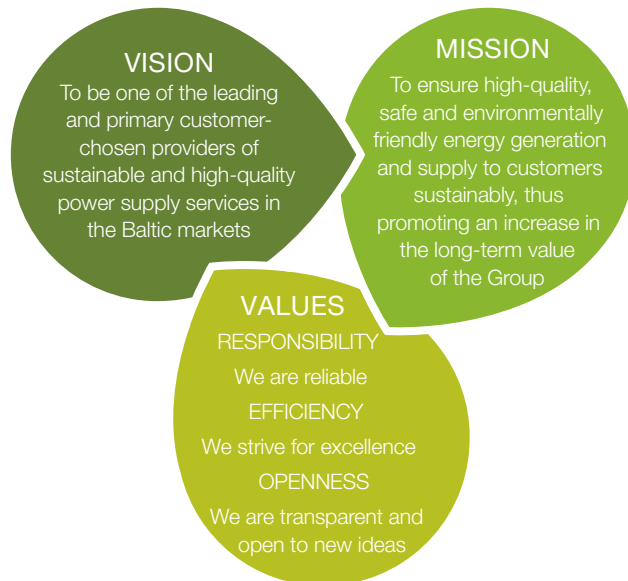 VISION
To be one of the leading
and primary customer-
chosen providers of
sustainable and high-quality
power supply services in
the Baltic markets
MISSION
To ensure high-quality,
safe and environmentally
friendly energy generation
and supply to customers
sustainably, thus
promoting an increase in
the long-term value
of the Group
VALUES
RESPONSIBILITY
We are reliable
EFFICIENCY
We strive for excellence
OPENNESS
We are transparent and
open to new ideas